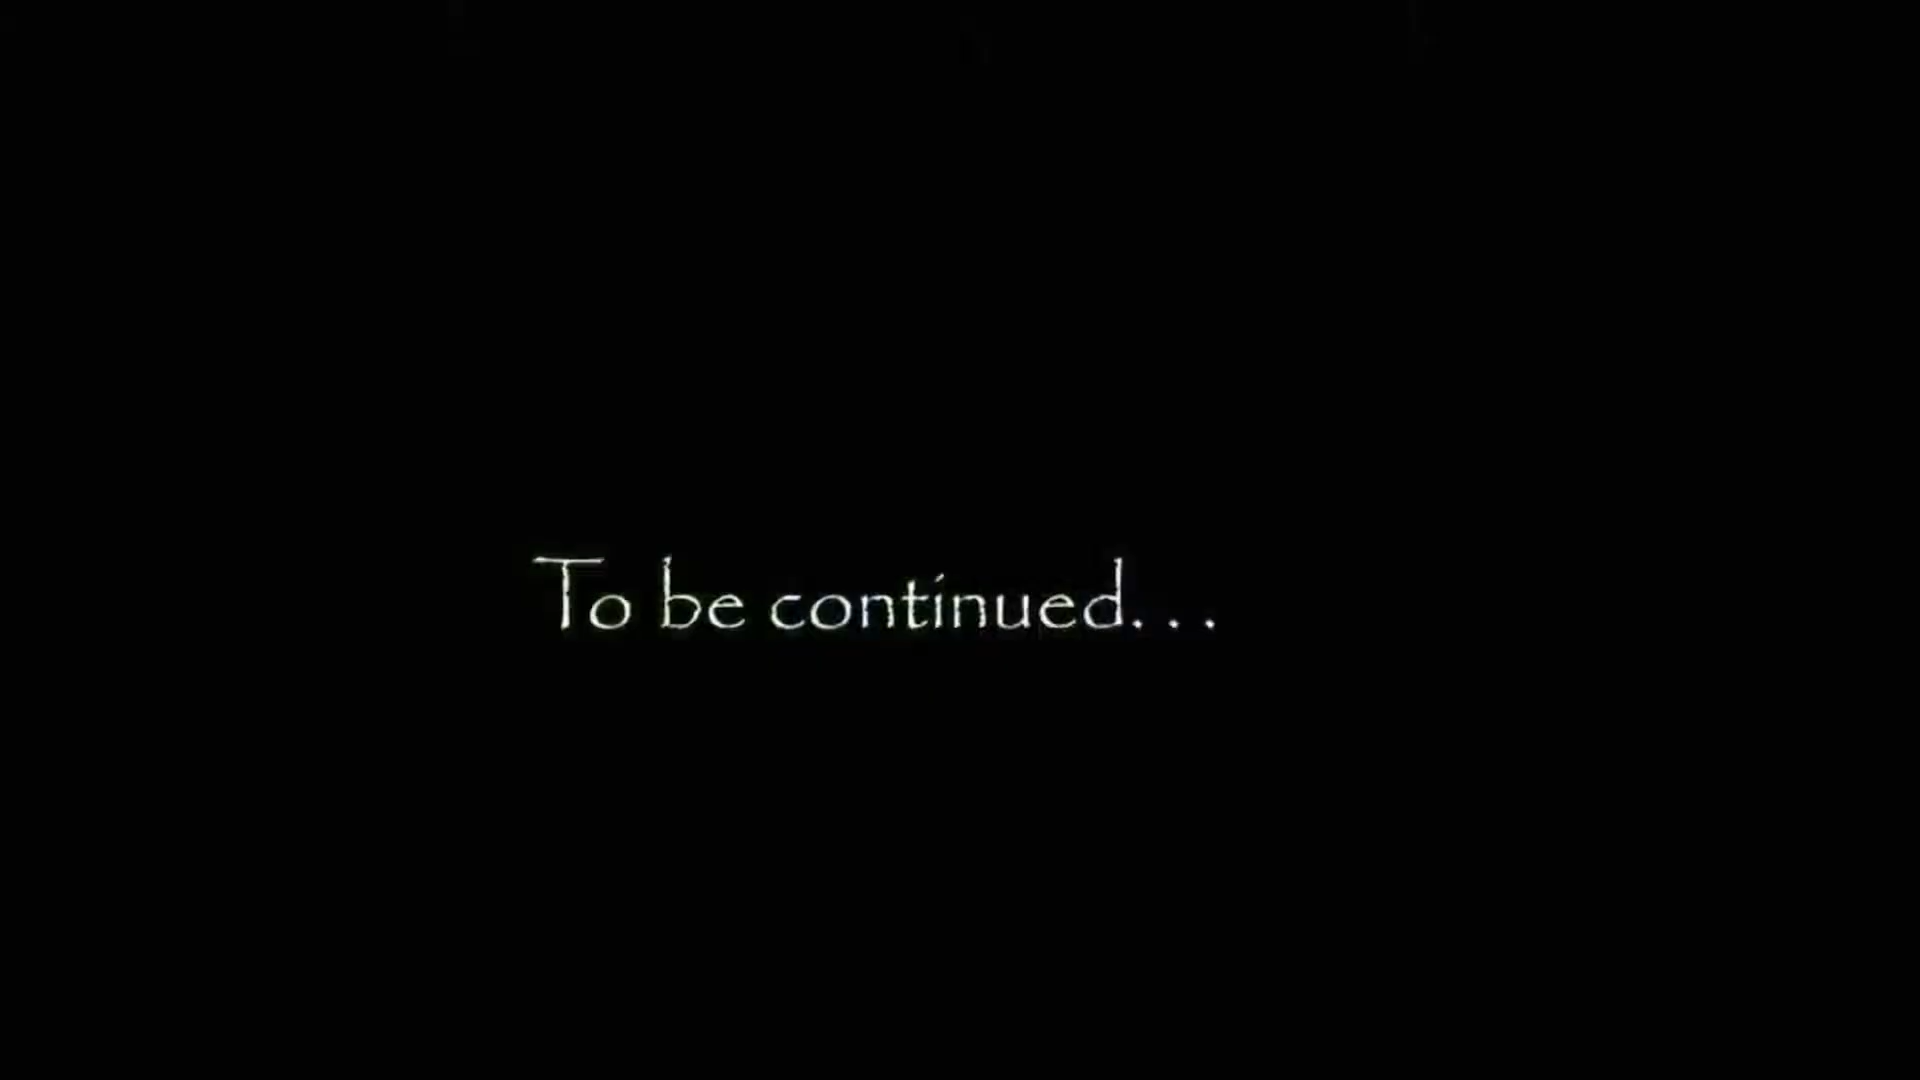 To be continued. . .